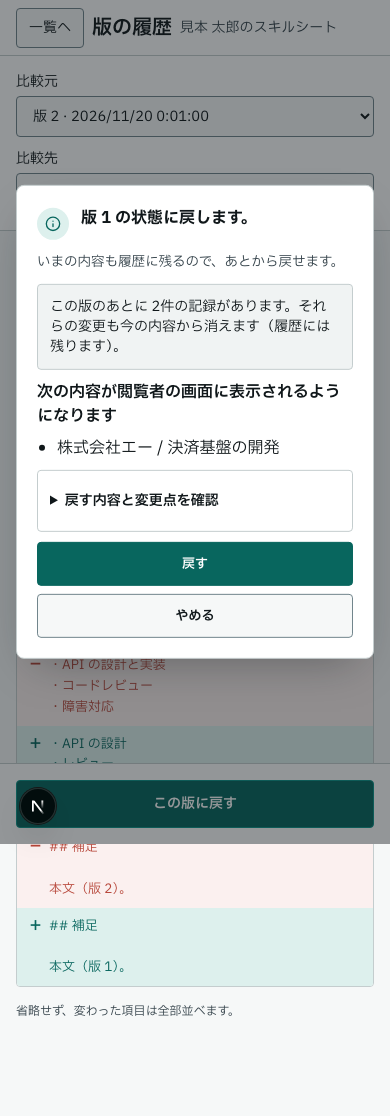 一覧へ 版の履歴 見本 太郎のスキルシート
比較元
版 2 · 2026/11/20 0:01:00
比較先
版 1 の状態に戻します。
いまの内容も履歴に残るので、あとから戻せます。
この版のあとに 2件の記録があります。それ
らの変更も今の内容から消えます（履歴には
残ります）。
次の内容が閲覧者の画面に表示されるよう
になります
• 株式会社エー / 決済基盤の開発
▶ 戻す内容と変更点を確認
戻す
やめる
− · API の設計と実装
· コードレビュー
· 障害対応
+ · API の設計
· レビュー
この版に戻す
N
− ## 補足
本文（版 2）。
+ ## 補足
本文（版 1）。
省略せず、変わった項目は全部並べます。